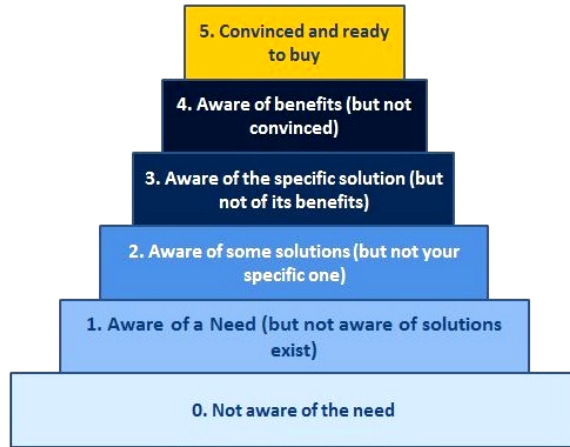 5. Convinced and ready
to buy
4. Aware of benefits (but not
convinced)
3. Aware of the specific solution (but
not of its benefits)
2. Aware of some solutions (but not your
specific one)
1. Aware of a Need (but not aware of solutions
exist)
0. Not aware of the need